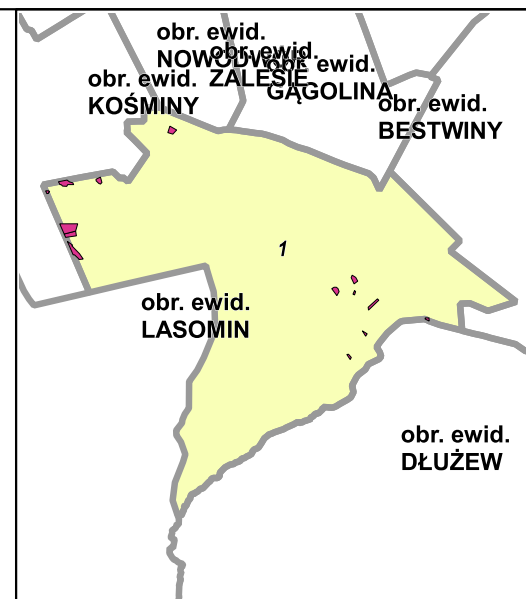 obr. ewid.
NOWODWÓR
obr. ewid.
ZALESIE
obr. ewid.
GĄGOLINA
obr. ewid.
KOŚMINY
obr. ewid.
BESTWINY
1
obr. ewid.
LASOMIN
obr. ewid.
DŁUŻEW